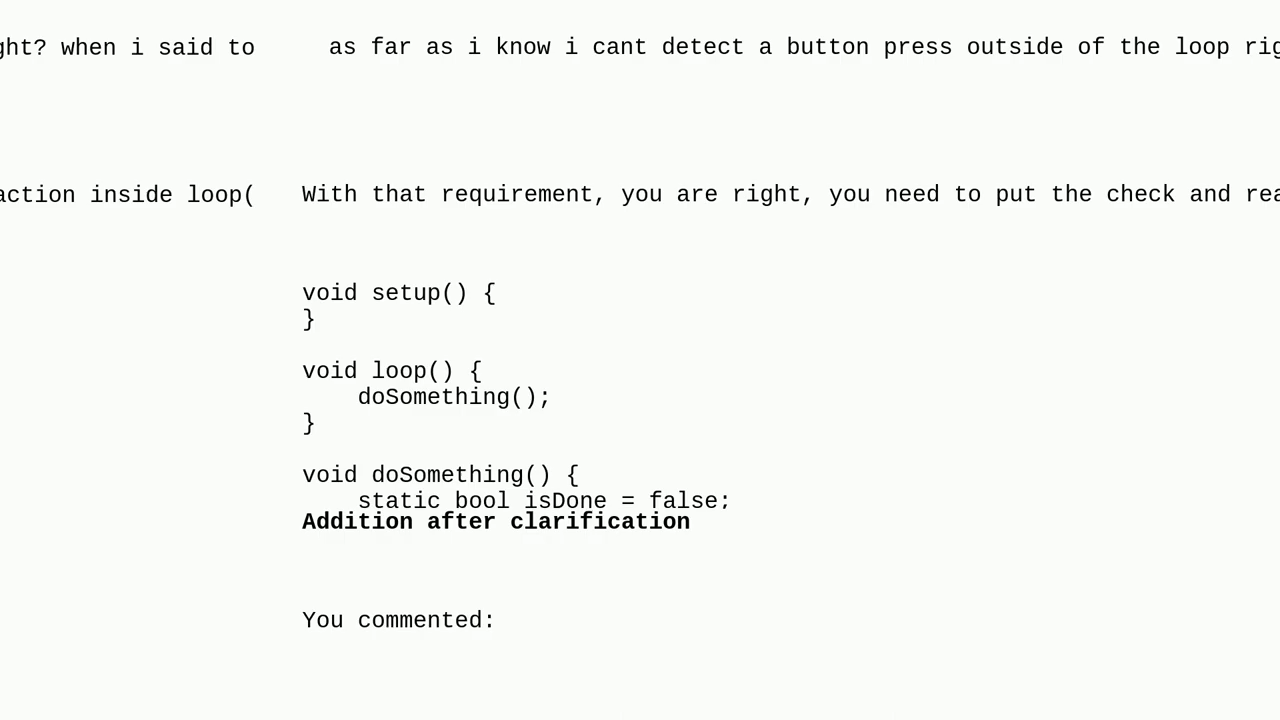 ght? when i said to as far as i know i cant detect a button press outside of the loop rig
action inside loop( With that requirement, you are right, you need to put the check and rea
void setup() {
}
void loop() {
    doSomething();
}
void doSomething() {
    static bool isDone = false;
Addition after clarification
You commented: